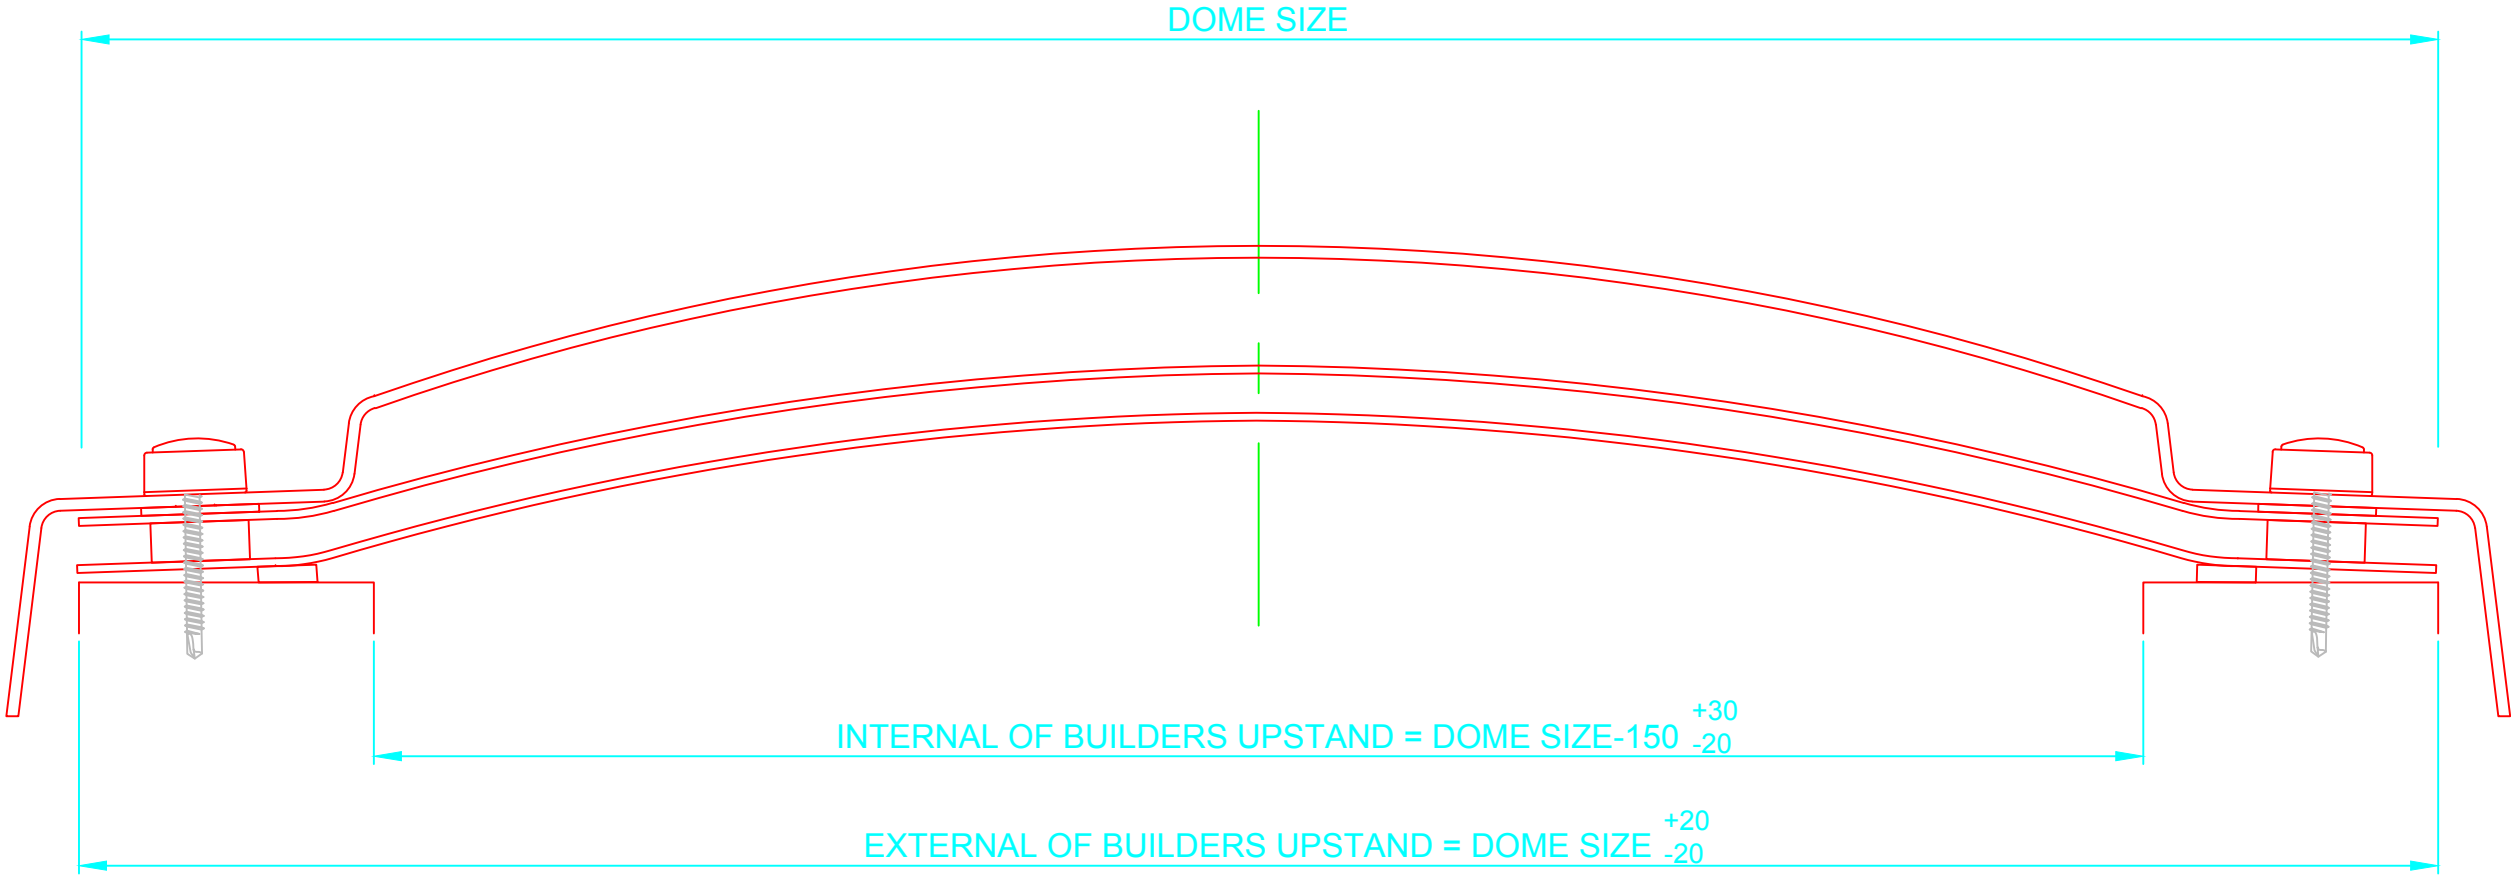 DOME SIZE
INTERNAL OF BUILDERS UPSTAND = DOME SIZE-150 +30
-20
EXTERNAL OF BUILDERS UPSTAND = DOME SIZE +20
-20